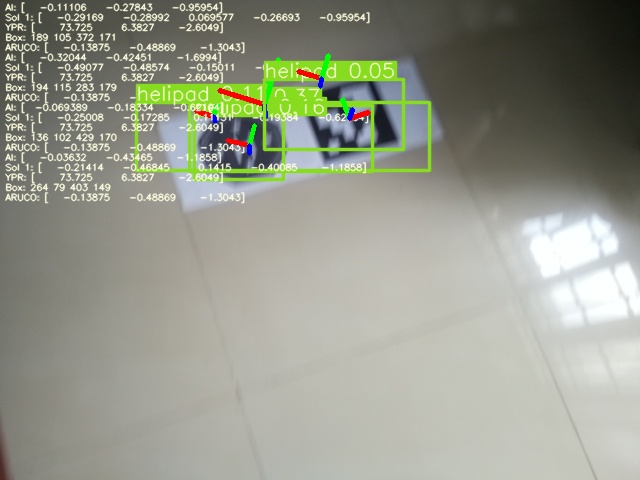 AI: [ -0.11106 -0.27843 -0.95954]
Sol 1: [ -0.29169 -0.28992 0.069577 -0.26693 -0.95954]
YPR: [ 73.725 6.3827 -2.6049]
Box: 189 105 372 171
ARUCO: [ -0.13875 -0.48869 -1.3043]
AI: [ -0.32044 -0.42451 -1.6994]
Sol 1: [ -0.49077 -0.48574 -0.15011
YPR: [ 73.725 6.3827 -2.6049]
Box: 194 115 283 179
ARUCO: [ -0.13875
AI: [ -0.069389 -0.18334
Sol 1: [ -0.25008 -0.17285 -0.19384
YPR: [ 73.725 6.3827 -2.6049]
Box: 136 102 429 170
ARUCO: [ -0.13875 -0.48869 -1.3043]
AI: [ -0.03632 -0.43465 -1.1858]
Sol 1: [ -0.21414 -0.46845 0.1415 -0.40085 -1.1858]
YPR: [ 73.725 6.3827 -2.6049]
Box: 264 79 403 149
ARUCO: [ -0.13875 -0.48869 -1.3043]
helipad 0.05
helipad